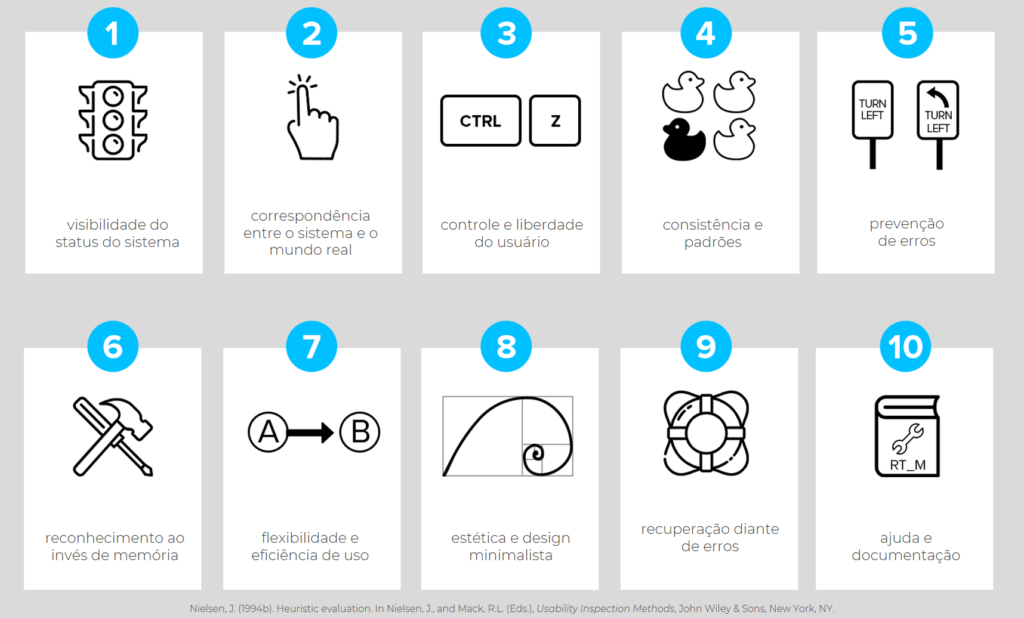 1
2
3
4
5
CTRL
Z
TURN
LEFT
TURN
LEFT
visibilidade do
status do sistema
correspondência
entre o sistema e o
mundo real
controle e liberdade
do usuário
consistência e
padrões
prevenção
de erros
6
7
8
9
10
A
B
RT_M
reconhecimento ao
invés de memória
flexibilidade e
eficiência de uso
estética e design
minimalista
recuperação diante
de erros
ajuda e
documentação
Nielsen, J. (1994b). Heuristic evaluation. In Nielsen, J., and Mack, R.L. (Eds.), Usability Inspection Methods, John Wiley & Sons, New York, NY.